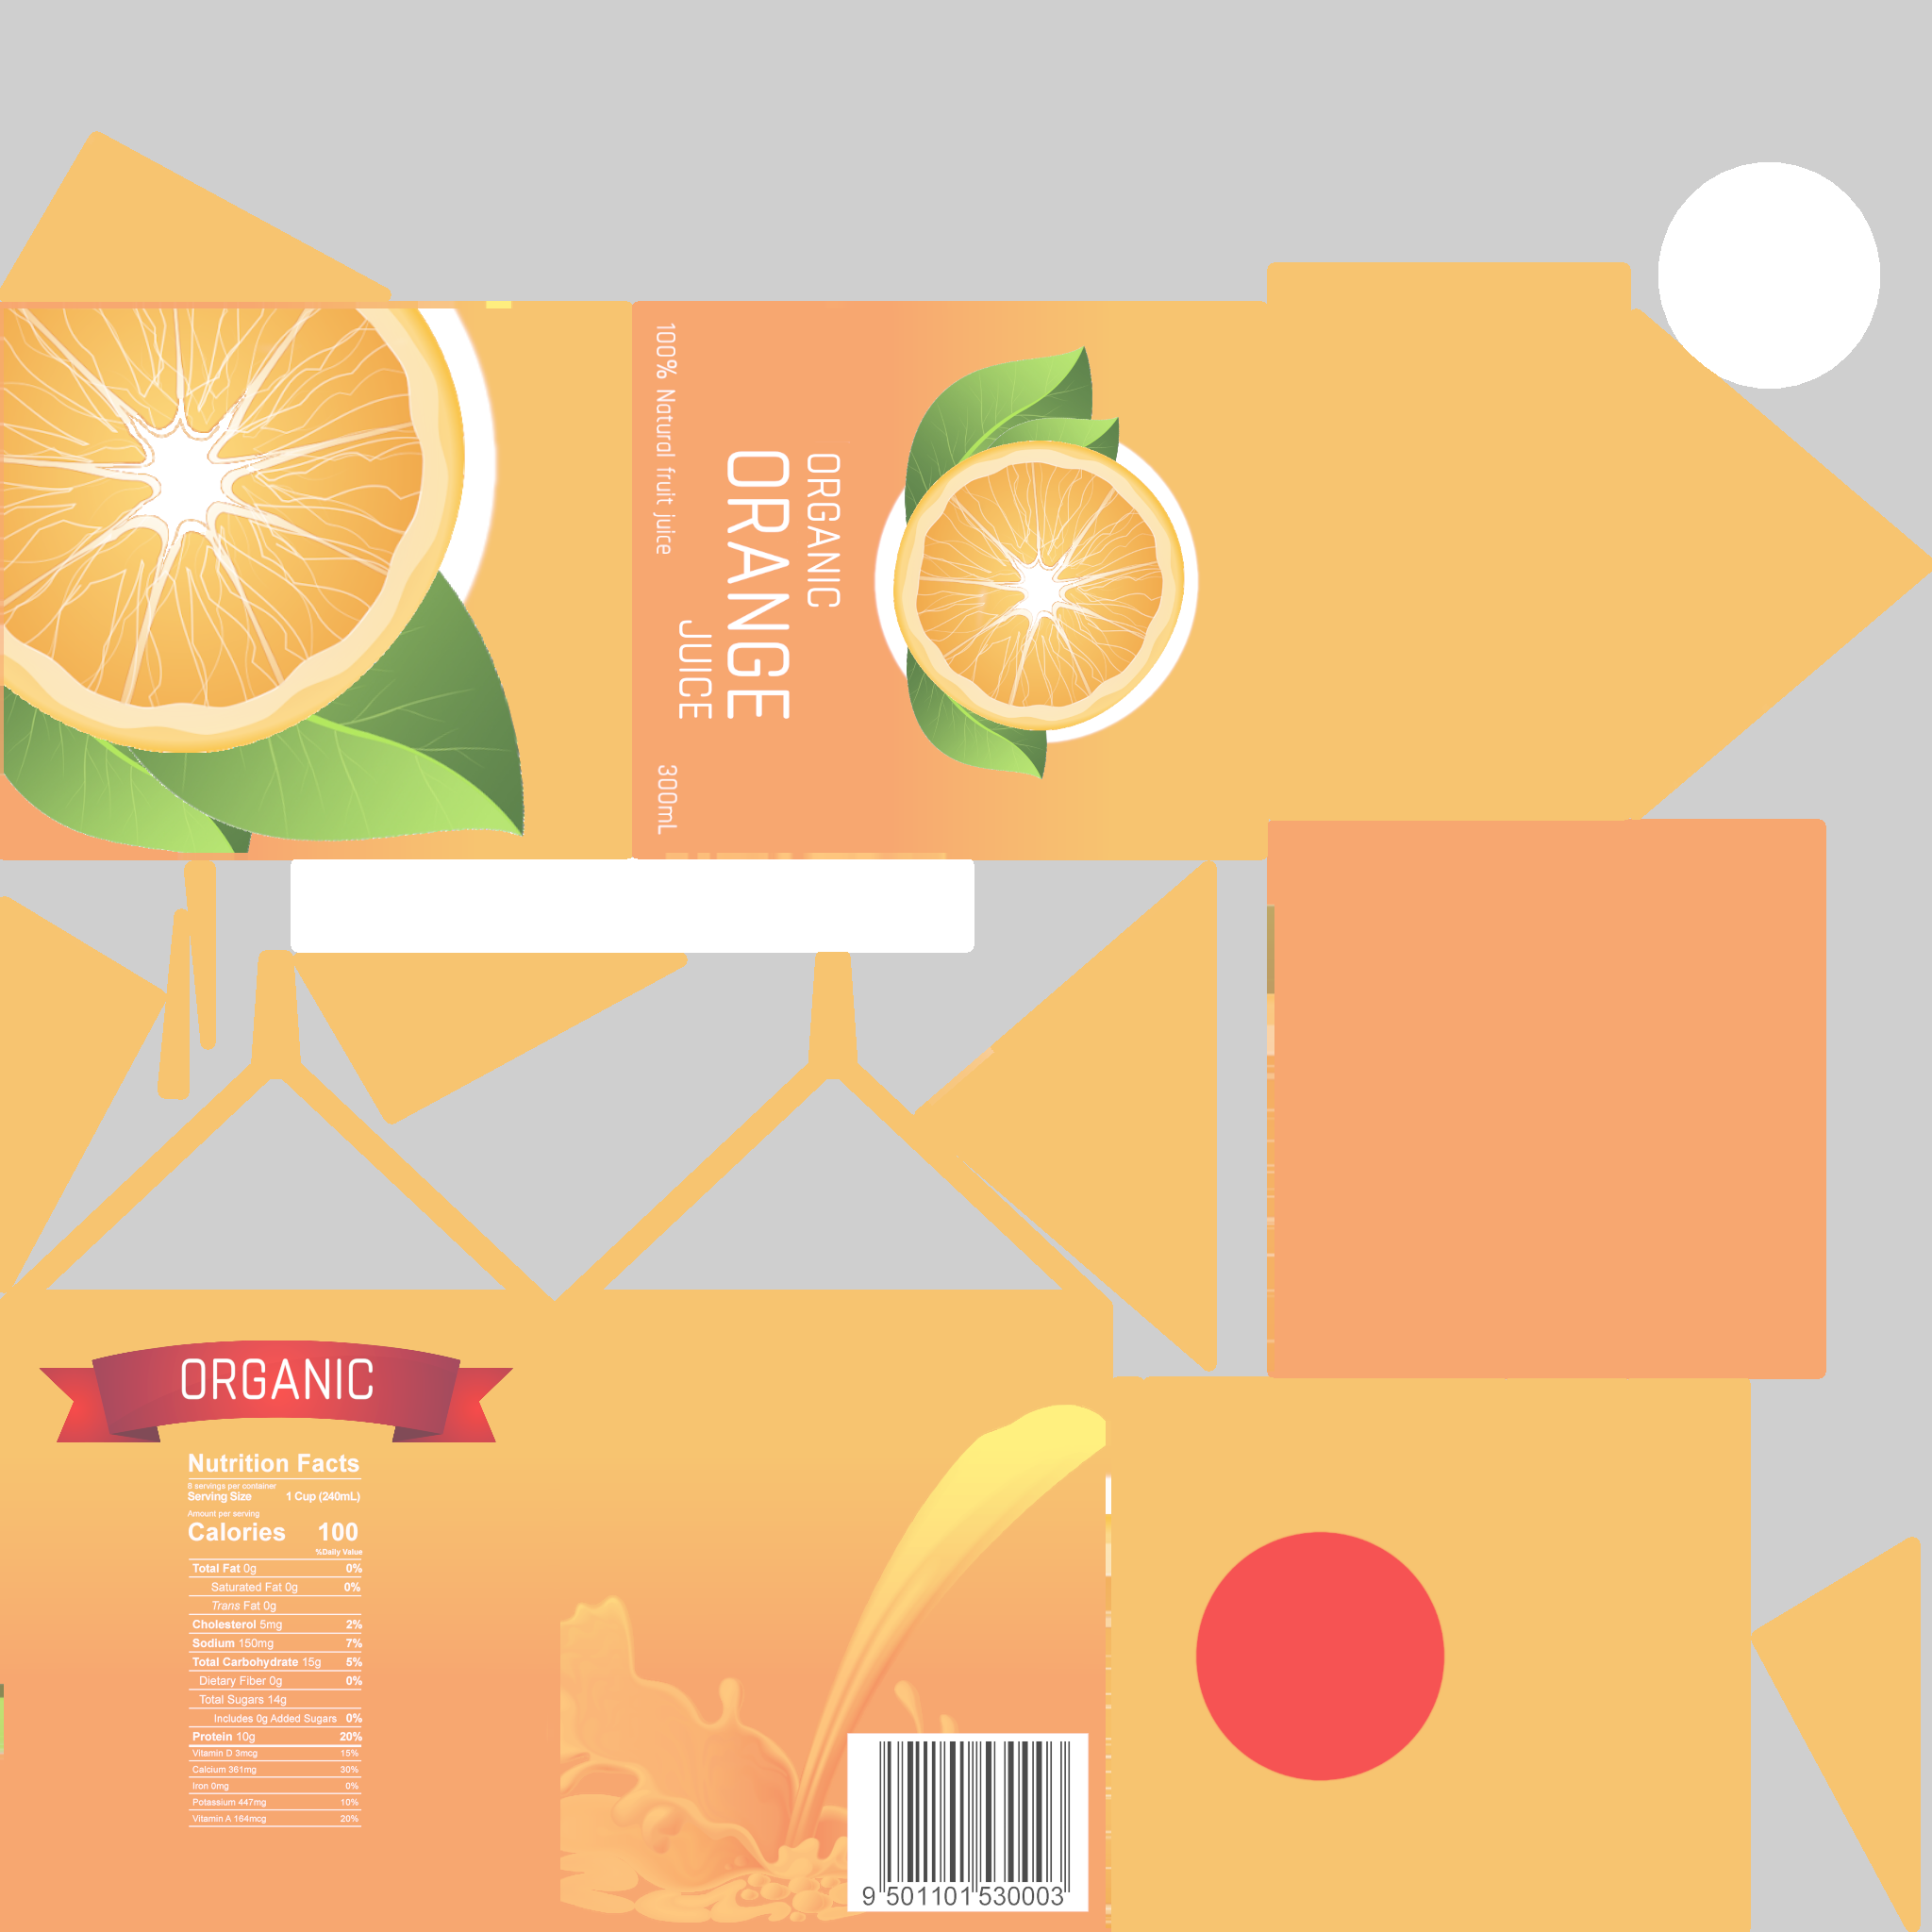 100% Natural fruit juice
ORGANIC
ORANGE
JUICE
300mL
ORGANIC
Nutrition Facts
8 servings per container
Serving Size 1 Cup (240mL)
Amount per serving
Calories 100
%Daily Value
Total Fat 0g 0%
Saturated Fat 0g 0%
Trans Fat 0g
Cholesterol 5mg 2%
Sodium 150mg 7%
Total Carbohydrate 15g 5%
Dietary Fiber 0g 0%
Total Sugars 14g
Includes 0g Added Sugars 0%
Protein 10g 20%
Vitamin D 3mcg 15%
Calcium 361mg 30%
Iron 0mg 0%
Potassium 447mg 10%
Vitamin A 164mcg 20%
9 501101 530003